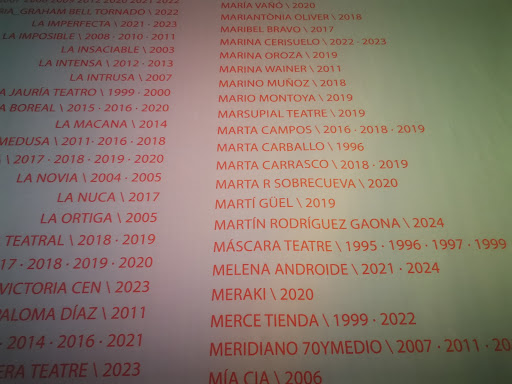 GRAHAM BELL TORNADO \ 2022
LA IMPERFECTA \ 2021 · 2023
LA IMPOSIBLE \ 2008 · 2010 · 2011
LA INSACIABLE \ 2003
LA INTENSA \ 2012 · 2013
LA INTRUSA \ 2007
JAURÍA TEATRO \ 1999 · 2000
BOREAL \ 2015 · 2016 · 2020
LA MACANA \ 2014
MEDUSA \ 2011 · 2016 · 2018
\ 2017 · 2018 · 2019 · 2020
LA NOVIA \ 2004 · 2005
LA NUCA \ 2017
LA ORTIGA \ 2005
TEATRAL \ 2018 · 2019
17 · 2018 · 2019 · 2020
VICTORIA CEN \ 2023
PALOMA DÍAZ \ 2011
· 2014 · 2016 · 2021
ERA TEATRE \ 2023
MARÍA VAÑÓ \ 2020
MARIANTÒNIA OLIVER \ 2018
MARIBEL BRAVO \ 2017
MARINA CERISUELO \ 2022 · 2023
MARINA OROZA \ 2019
MARINA WAINER \ 2011
MARINO MUÑOZ \ 2018
MARIO MONTOYA \ 2019
MARSUPIAL TEATRE \ 2019
MARTA CAMPOS \ 2016 · 2018 · 2019
MARTA CARBALLO \ 1996
MARTA CARRASCO \ 2018 · 2019
MARTA R SOBRECUEVA \ 2020
MARTÍ GÜEL \ 2019
MARTÍN RODRÍGUEZ GAONA \ 2024
MÁSCARA TEATRE \ 1995 · 1996 · 1997 · 1999
MELENA ANDROIDE \ 2021 · 2024
MERAKI \ 2020
MERCE TIENDA \ 1999 · 2022
MERIDIANO 70YMEDIO \ 2007 · 2011 · 20
MÍA CIA \ 2006